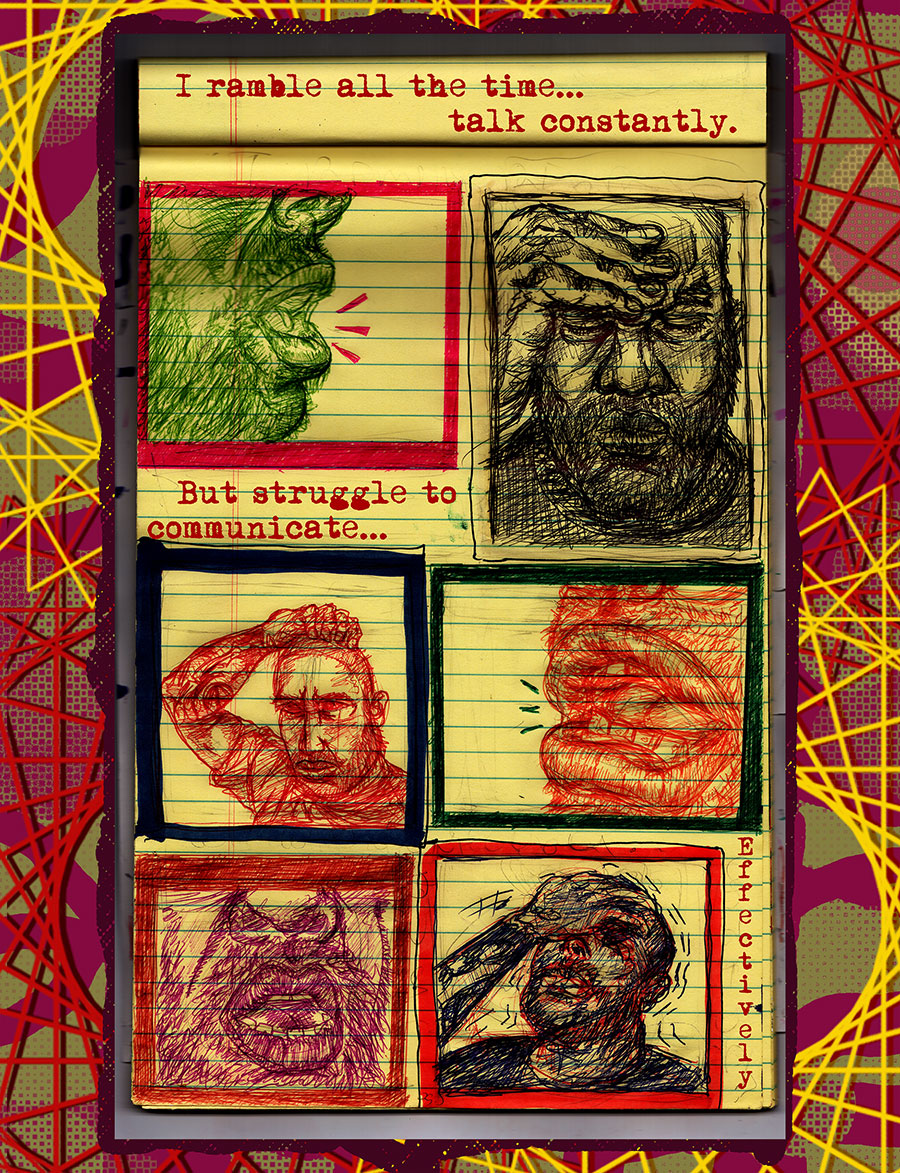 I ramble all the time...
talk constantly.
But struggle to
communicate...
Effectively